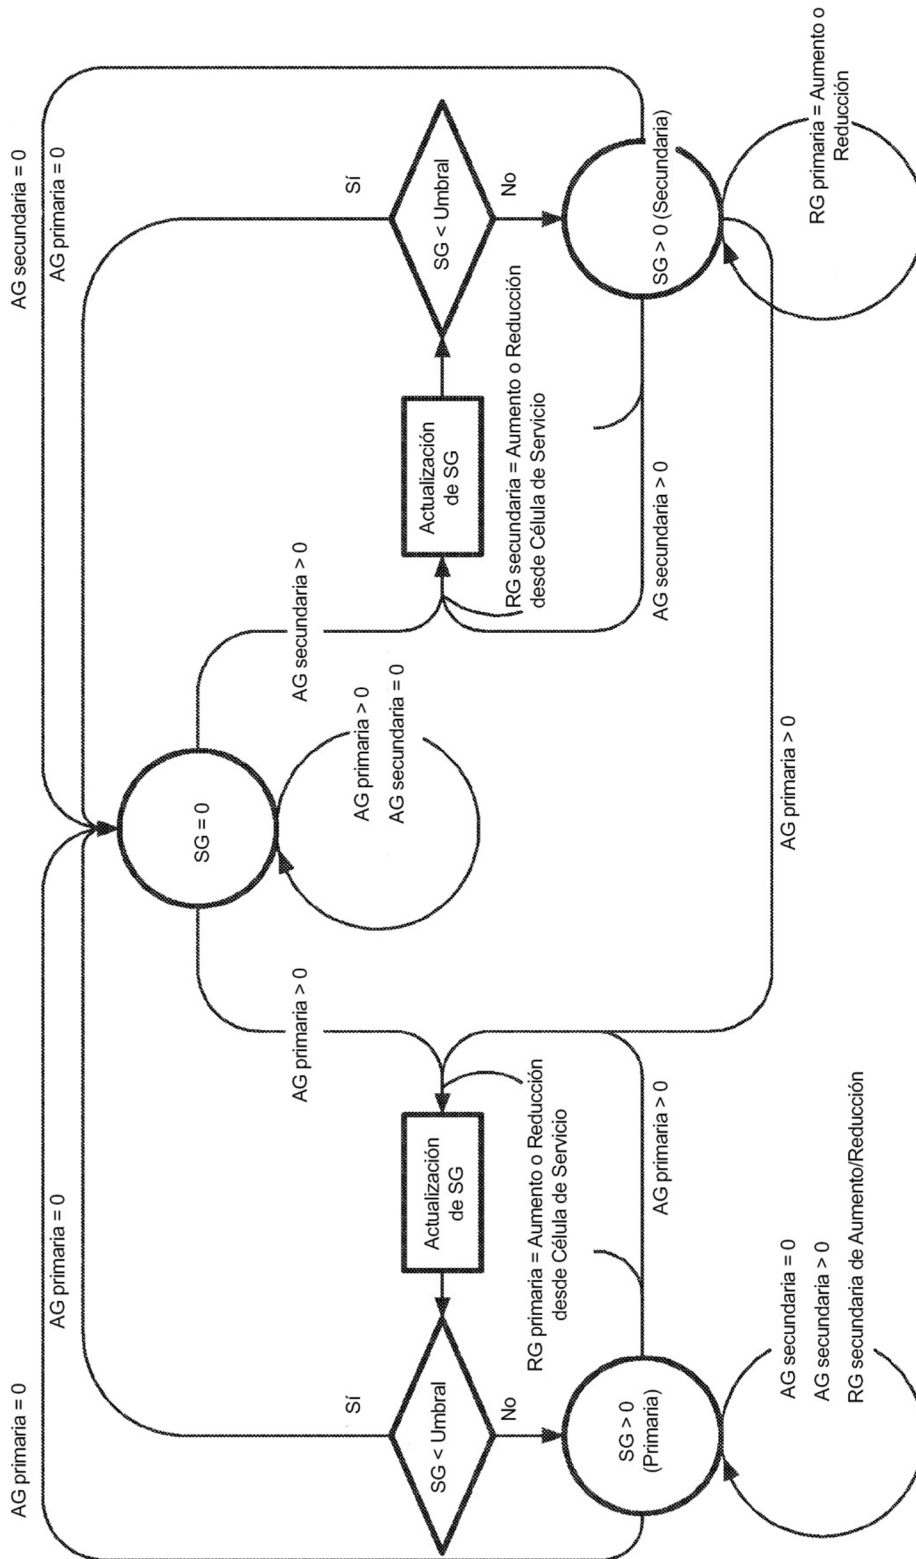 AG primaria = 0
AG secundaria = 0
AG primaria = 0
AG primaria = 0
SG = 0
AG primaria > 0
AG secundaria > 0
Sí
AG primaria > 0
AG secundaria = 0
Sí
SG < Umbral
Actualización
de SG
Actualización
de SG
SG < Umbral
No
RG primaria = Aumento o Reducción
desde Célula de Servicio
RG secundaria = Aumento o Reducción
desde Célula de Servicio
No
SG > 0
(Primaria)
AG primaria > 0
AG secundaria > 0
SG > 0 (Secundaria)
AG secundaria = 0
AG secundaria > 0
RG secundaria de Aumento/Reducción
AG primaria > 0
RG primaria = Aumento o
Reducción